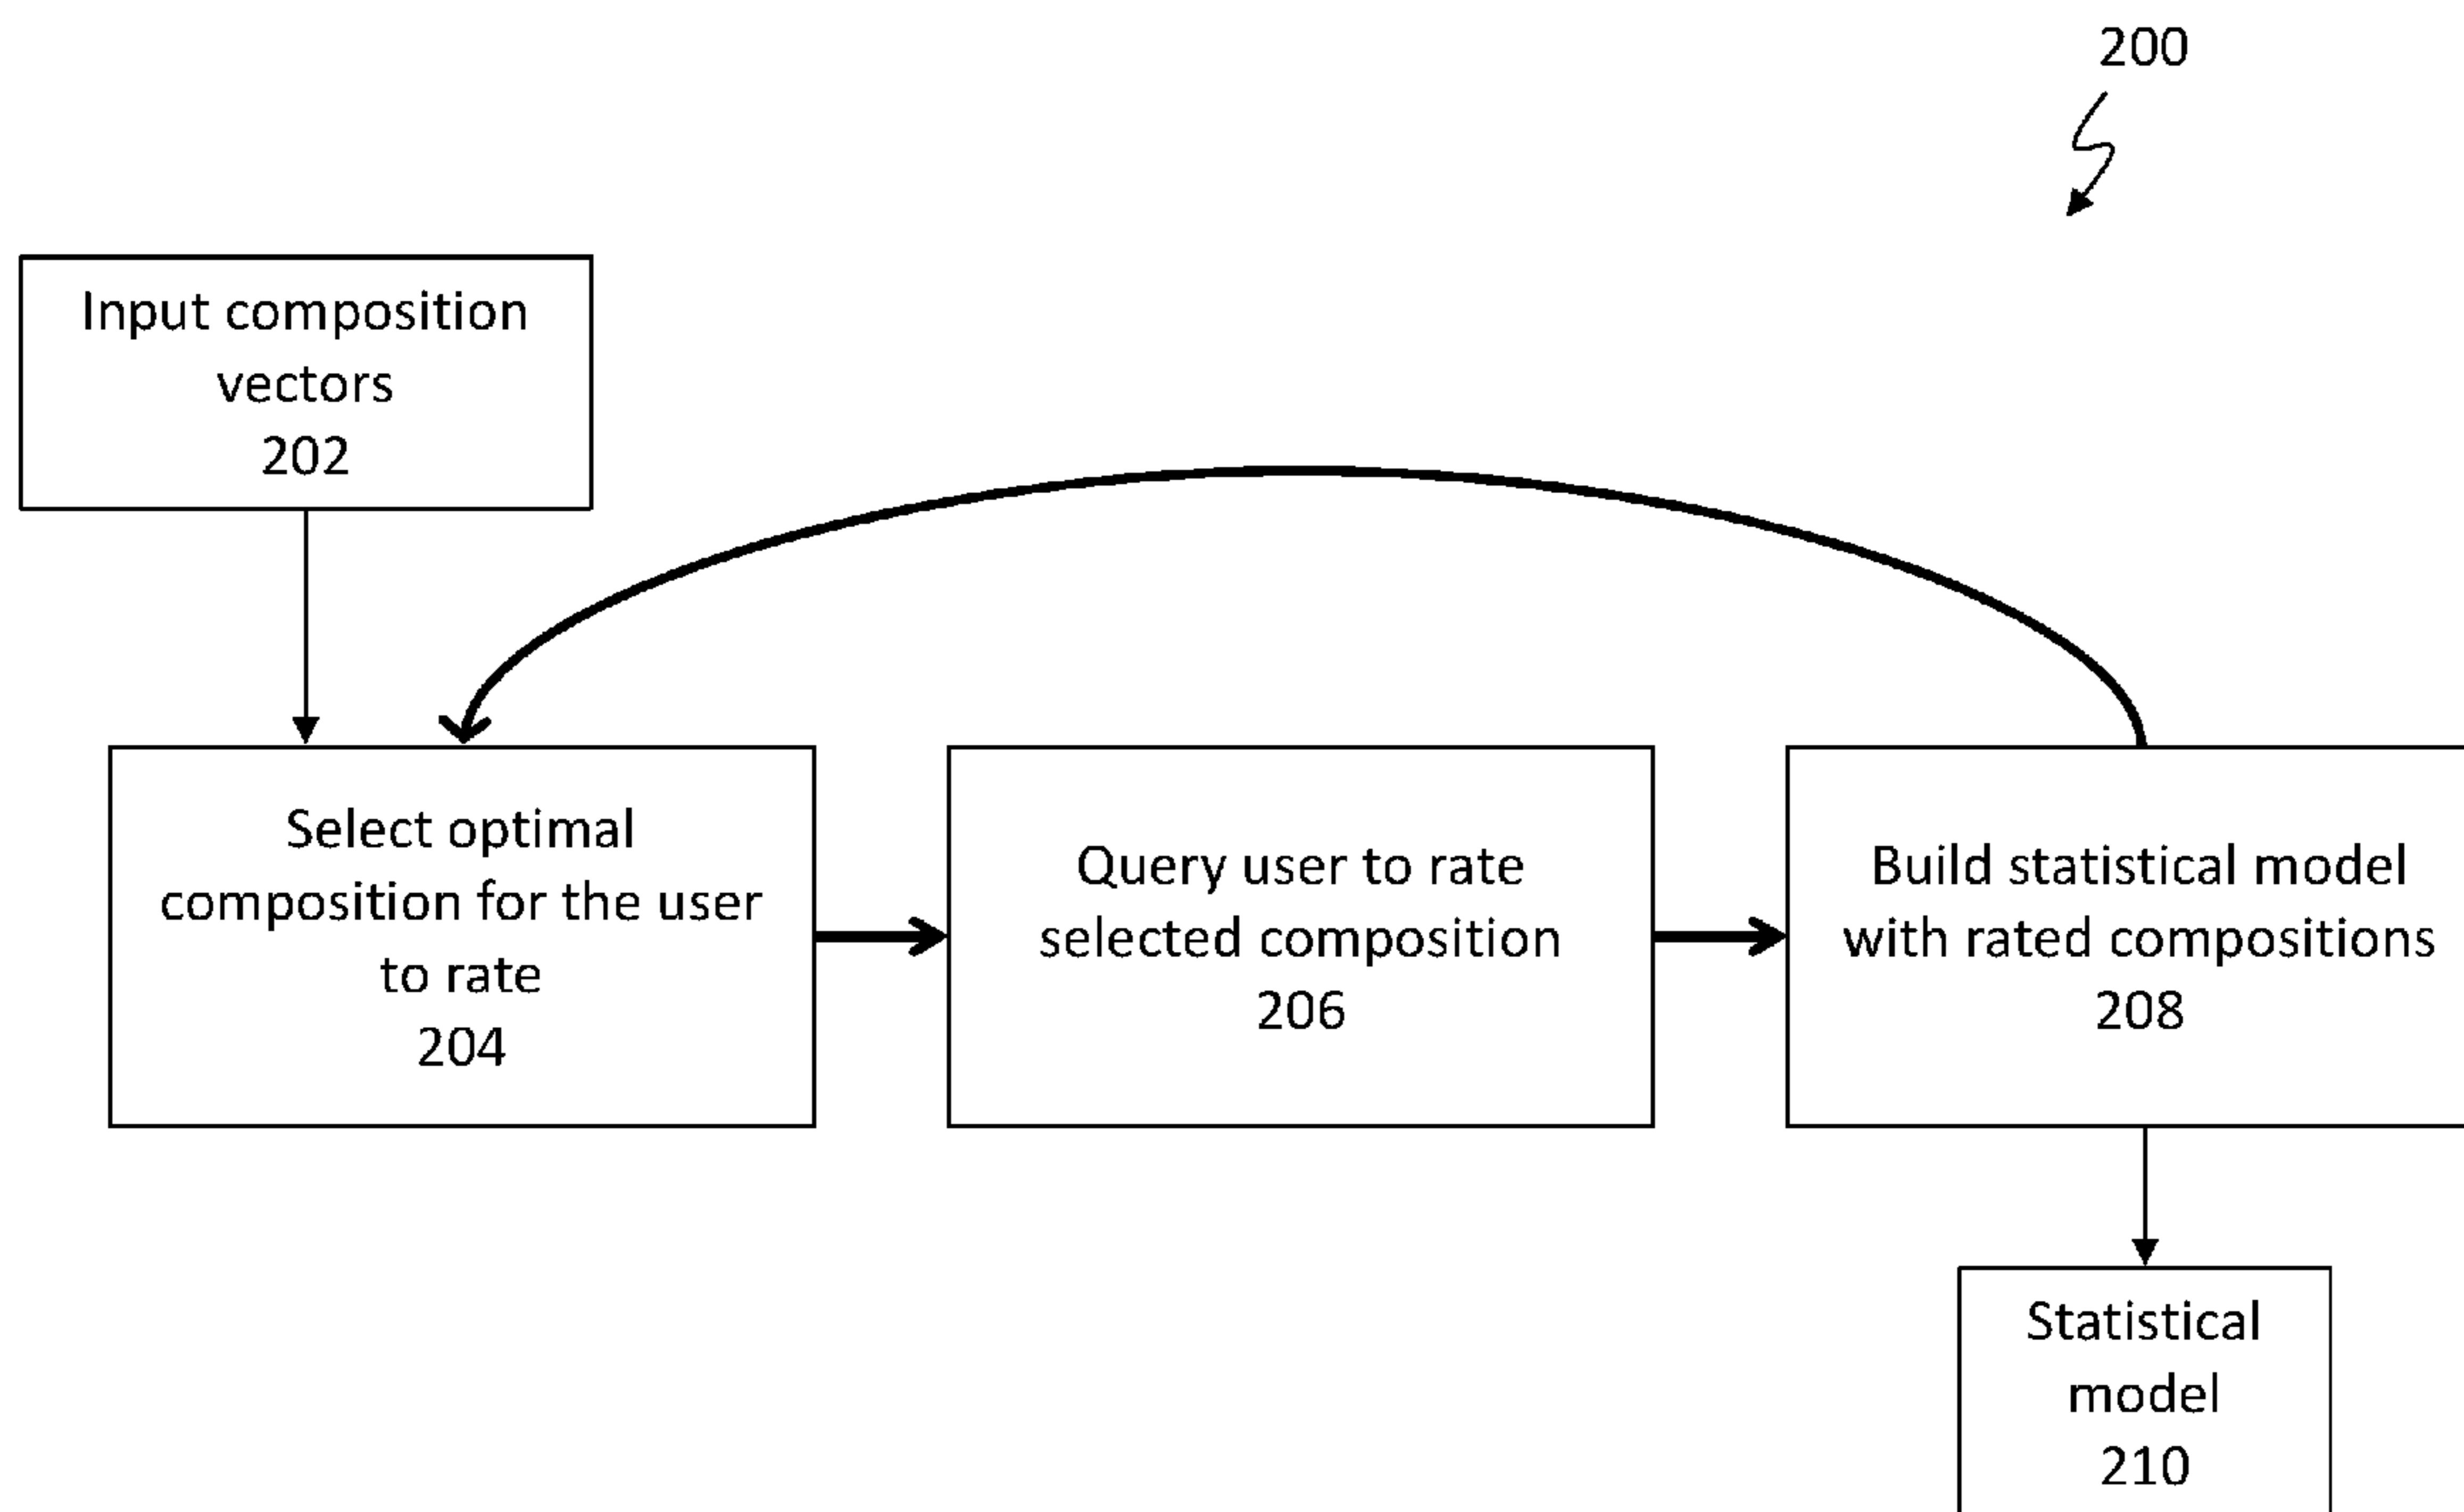 200
Input composition
vectors
202
Select optimal
composition for the user
to rate
204
Query user to rate
selected composition
206
Build statistical model
with rated compositions
208
Statistical
model
210